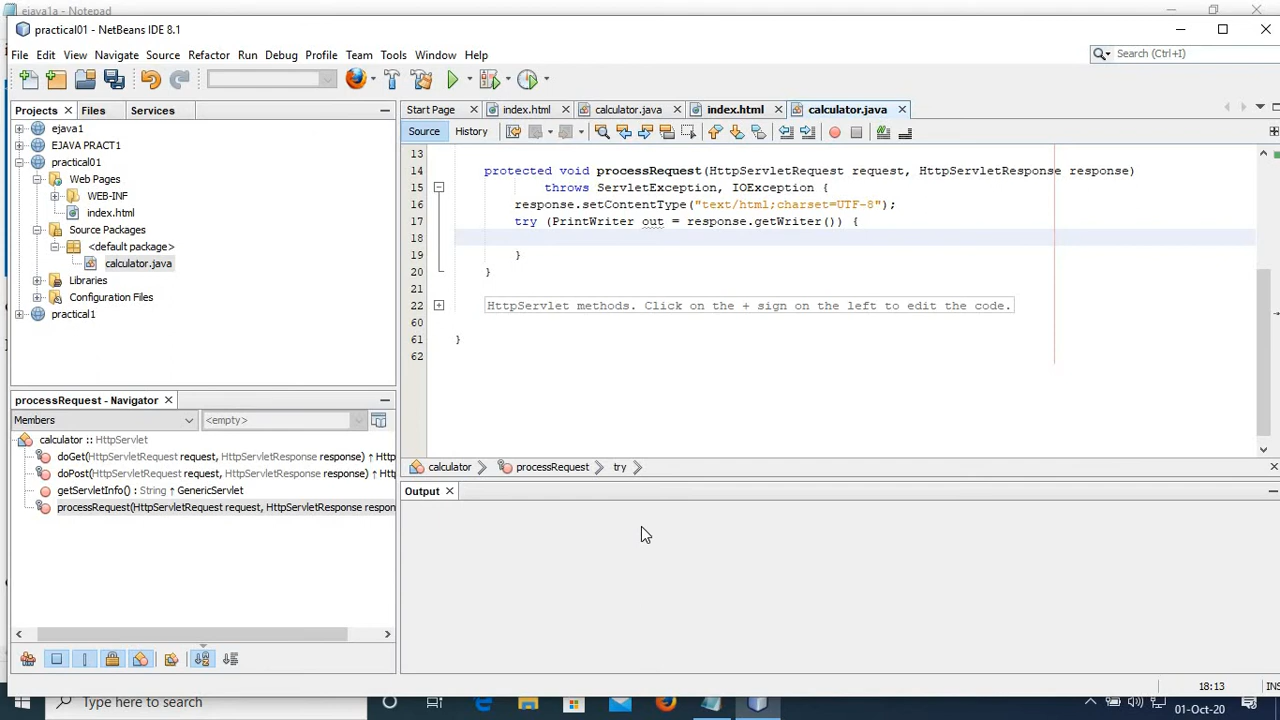 ejava1a - Notepad
practical01 - NetBeans IDE 8.1
File Edit View Navigate Source Refactor Run Debug Profile Team Tools Window Help
Search (Ctrl+I)
Projects Files Services
Start Page index.html calculator.java index.html calculator.java
Source History
ejava1
EJAVA PRACT1
practical01
Web Pages
WEB-INF
index.html
Source Packages
<default package>
calculator.java
Libraries
Configuration Files
practical1
13
14 protected void processRequest(HttpServletRequest request, HttpServletResponse response)
15 throws ServletException, IOException {
16 response.setContentType("text/html;charset=UTF-8");
17 try (PrintWriter out = response.getWriter()) {
18
19 }
20 }
21
22 HttpServlet methods. Click on the + sign on the left to edit the code.
60
61 }
62
calculator processRequest try
processRequest - Navigator
Members <empty>
calculator :: HttpServlet
doGet(HttpServletRequest request, HttpServletResponse response) ↑ Htt
doPost(HttpServletRequest request, HttpServletResponse response) ↑ Ht
getServletInfo() : String ↑ GenericServlet
processRequest(HttpServletRequest request, HttpServletResponse respon
Output
18:13 INS
Type here to search
01-Oct-20